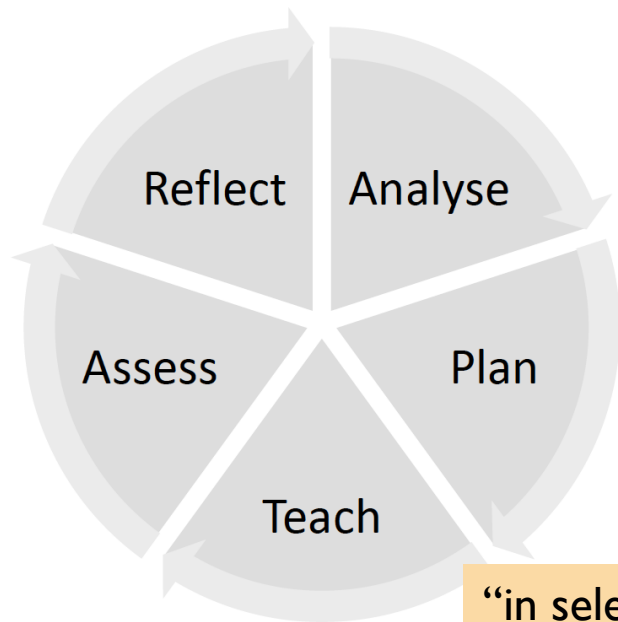 Reflect
Analyse
Assess
Plan
Teach
“in sele